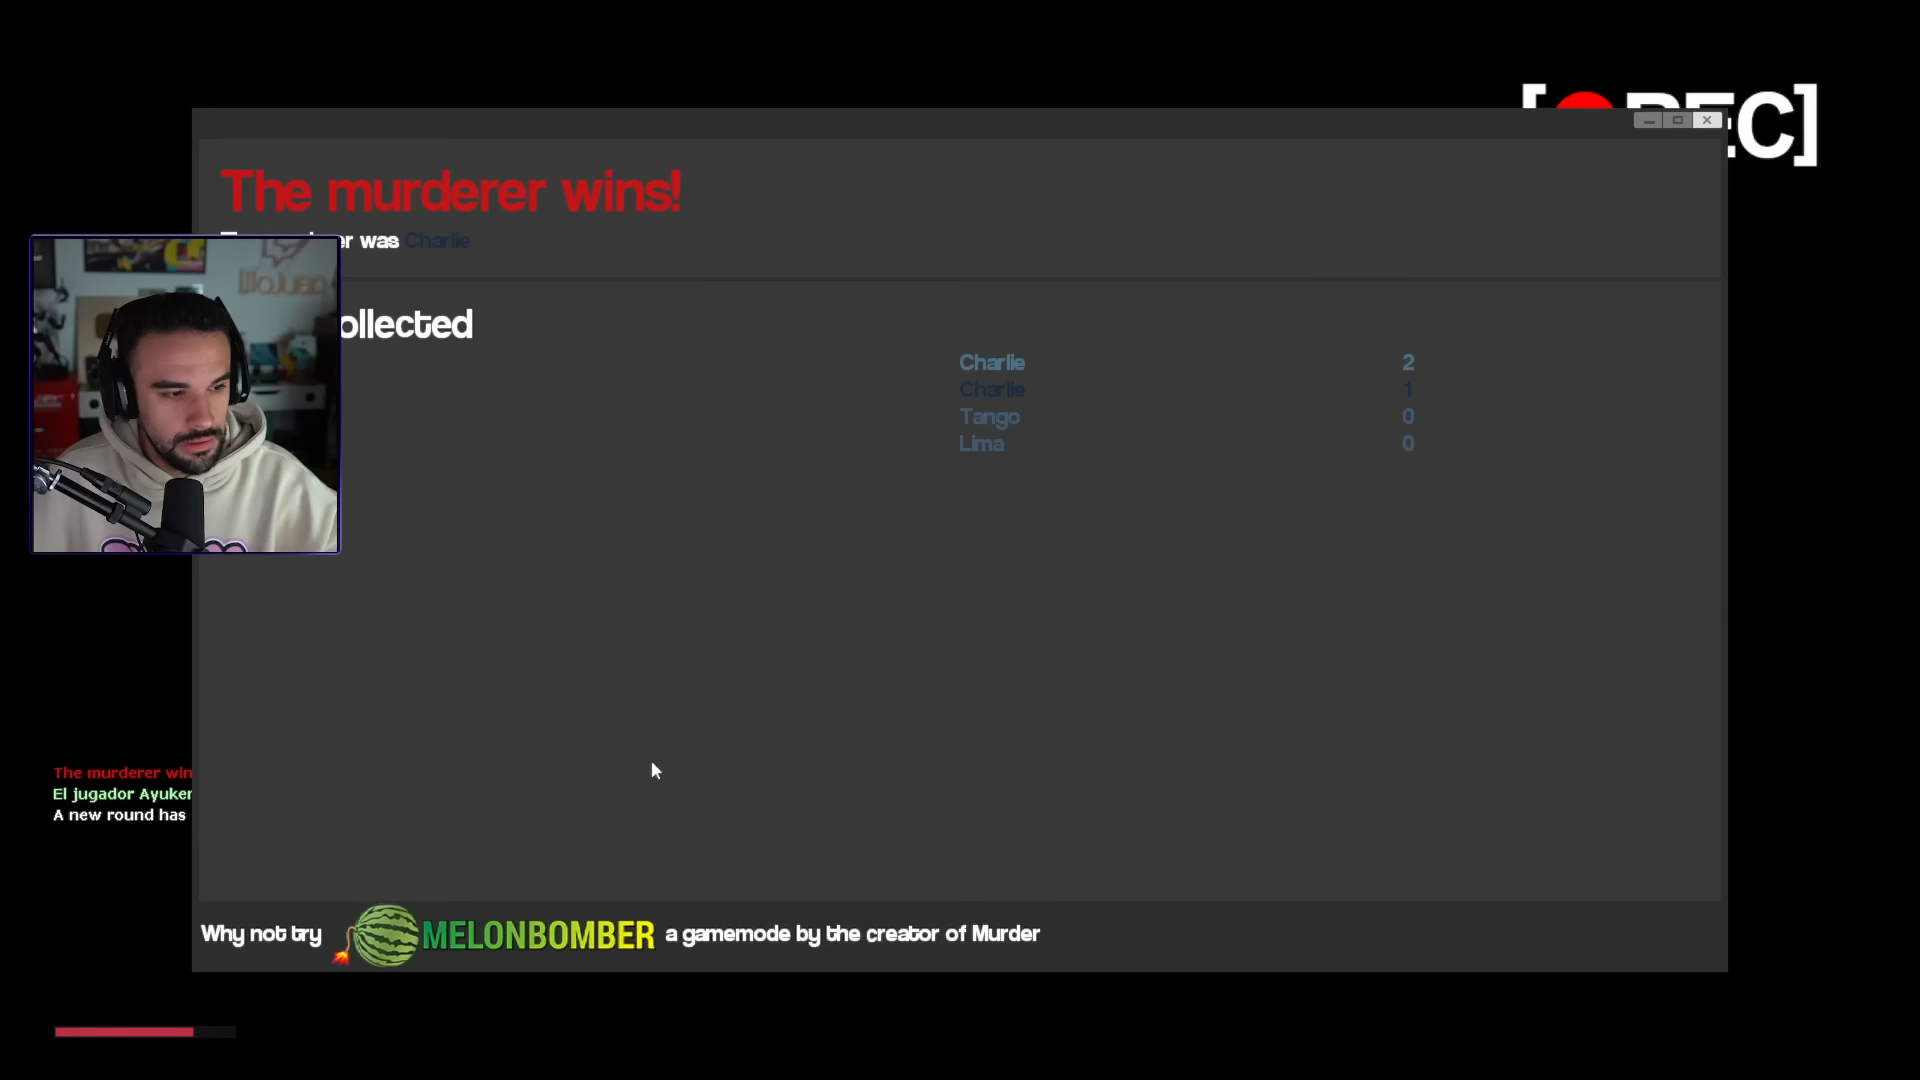 [REC]
The murderer wins!
was Charlie
ollected
Charlie 2
Charlie 1
Tango 0
Lima 0
The murderer win
El jugador Ayuker
A new round has
Why not try MELONBOMBER a gamemode by the creator of Murder